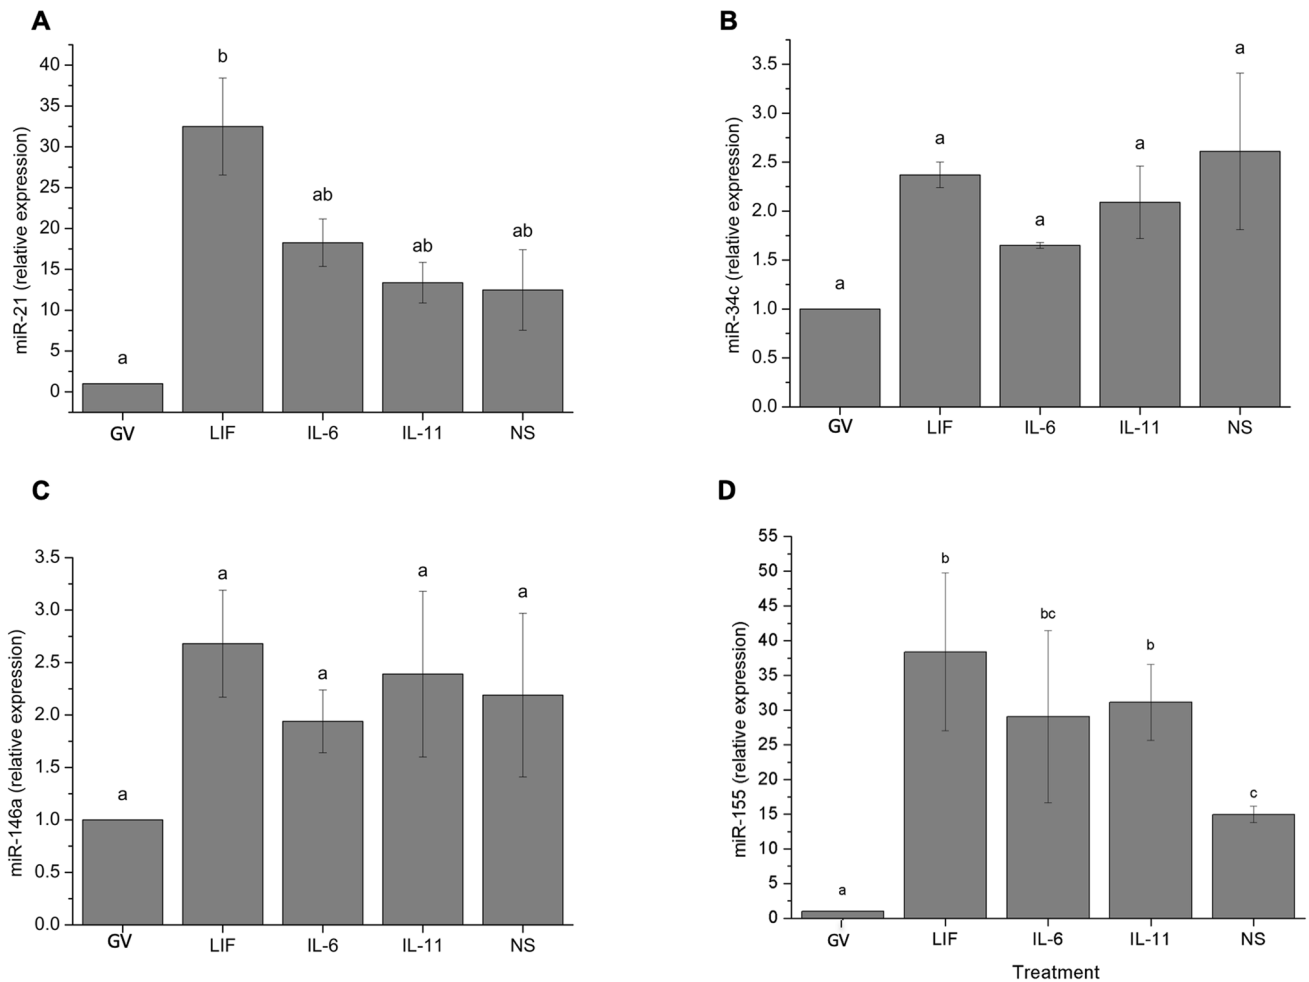 A
miR-21 (relative expression)
40
35
30
25
20
15
10
5
0
a
b
ab
ab
ab
GV LIF IL-6 IL-11 NS
B
miR-34c (relative expression)
3.5
3.0
2.5
2.0
1.5
1.0
0.5
0.0
a
a
a
a
a
GV LIF IL-6 IL-11 NS
C
miR-146a (relative expression)
3.5
3.0
2.5
2.0
1.5
1.0
0.5
0.0
a
a
a
a
a
GV LIF IL-6 IL-11 NS
D
miR-155 (relative expression)
55
50
45
40
35
30
25
20
15
10
5
0
a
b
bc
b
c
GV LIF IL-6 IL-11 NS
Treatment